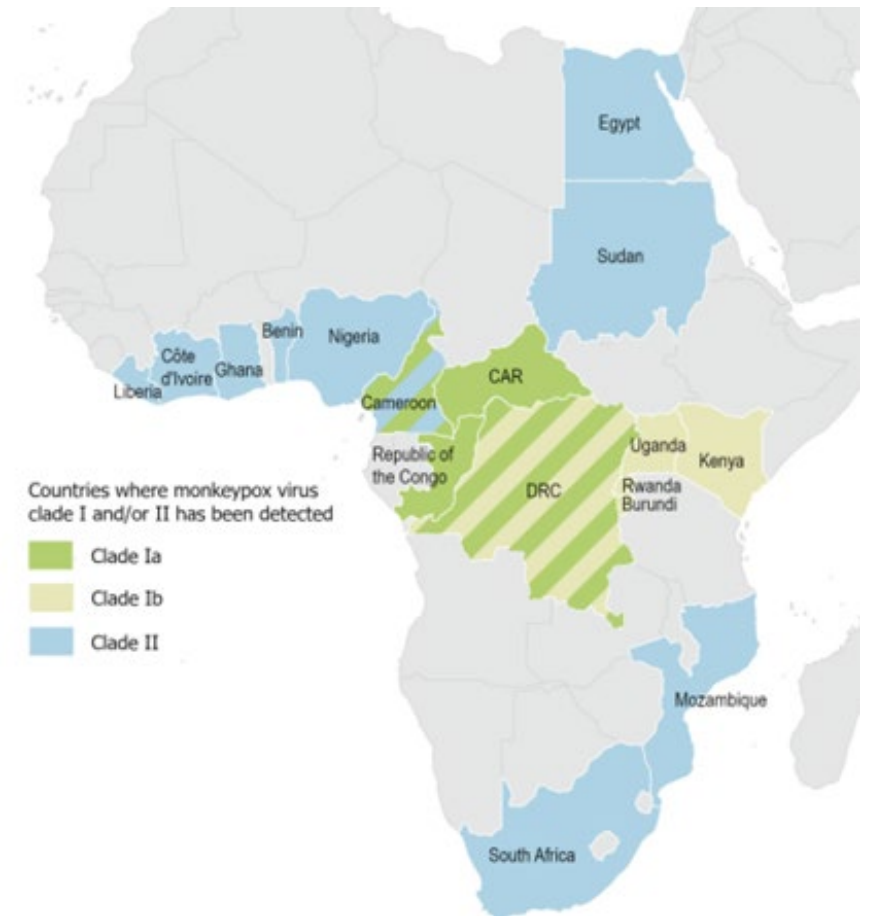 Egypt
Sudan
Benin
Nigeria
Côte
d'Ivoire
Ghana
Liberia
Cameroon
CAR
Republic of
the Congo
DRC
Uganda
Kenya
Rwanda
Burundi
Countries where monkeypox virus
clade I and/or II has been detected
Clade Ia
Clade Ib
Clade II
Mozambique
South Africa